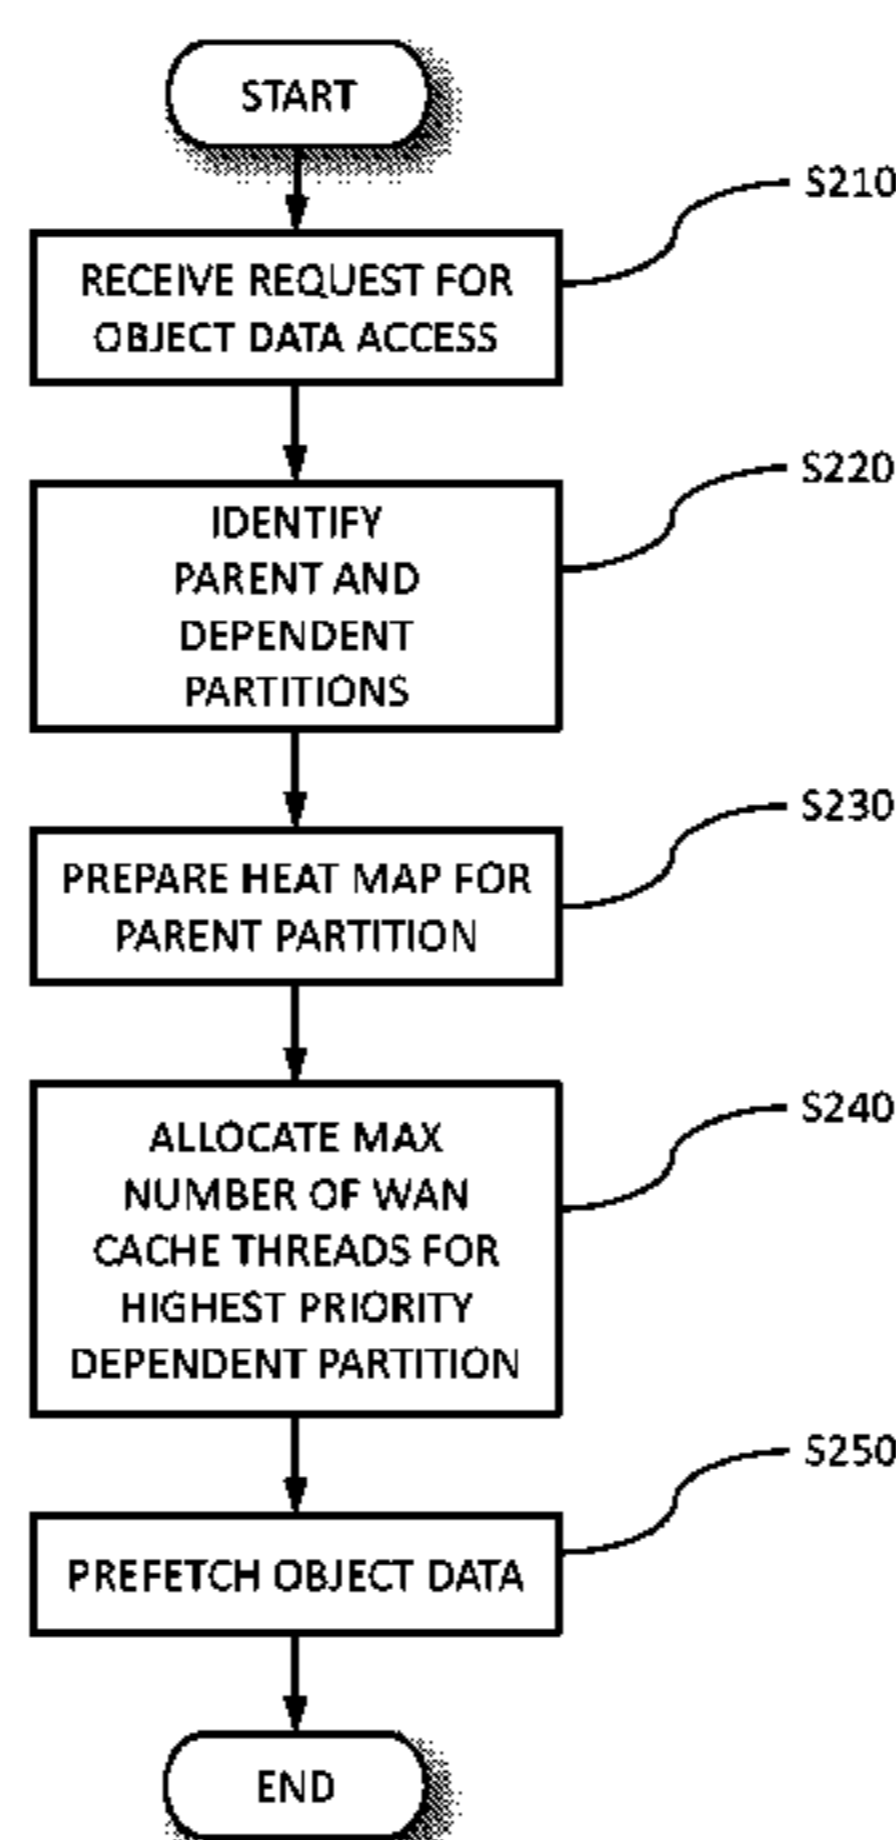 START
S210
RECEIVE REQUEST FOR
OBJECT DATA ACCESS
S220
IDENTIFY
PARENT AND
DEPENDENT
PARTITIONS
S230
PREPARE HEAT MAP FOR
PARENT PARTITION
S240
ALLOCATE MAX
NUMBER OF WAN
CACHE THREADS FOR
HIGHEST PRIORITY
DEPENDENT PARTITION
S250
PREFETCH OBJECT DATA
END